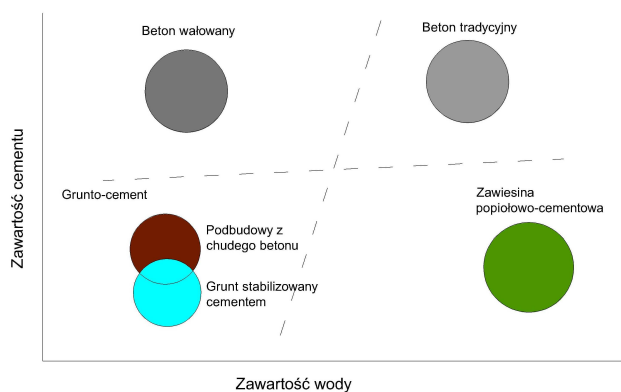 Beton wałowany
Beton tradycyjny
Zawartość cementu
Grunto-cement
Podbudowy z
chudego betonu
Grunt stabilizowany
cementem
Zawiesina
popiołowo-cementowa
Zawartość wody